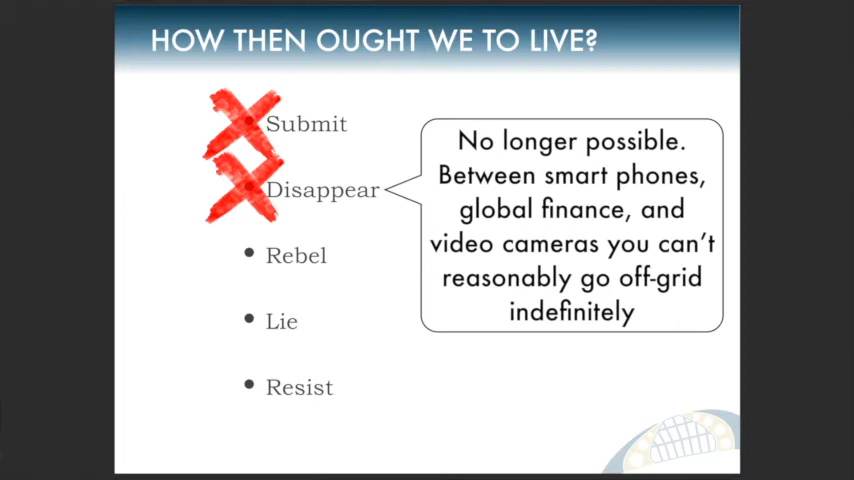 HOW THEN OUGHT WE TO LIVE?
Submit
Disappear
Rebel
Lie
Resist
No longer possible.
Between smart phones,
global finance, and
video cameras you can't
reasonably go off-grid
indefinitely